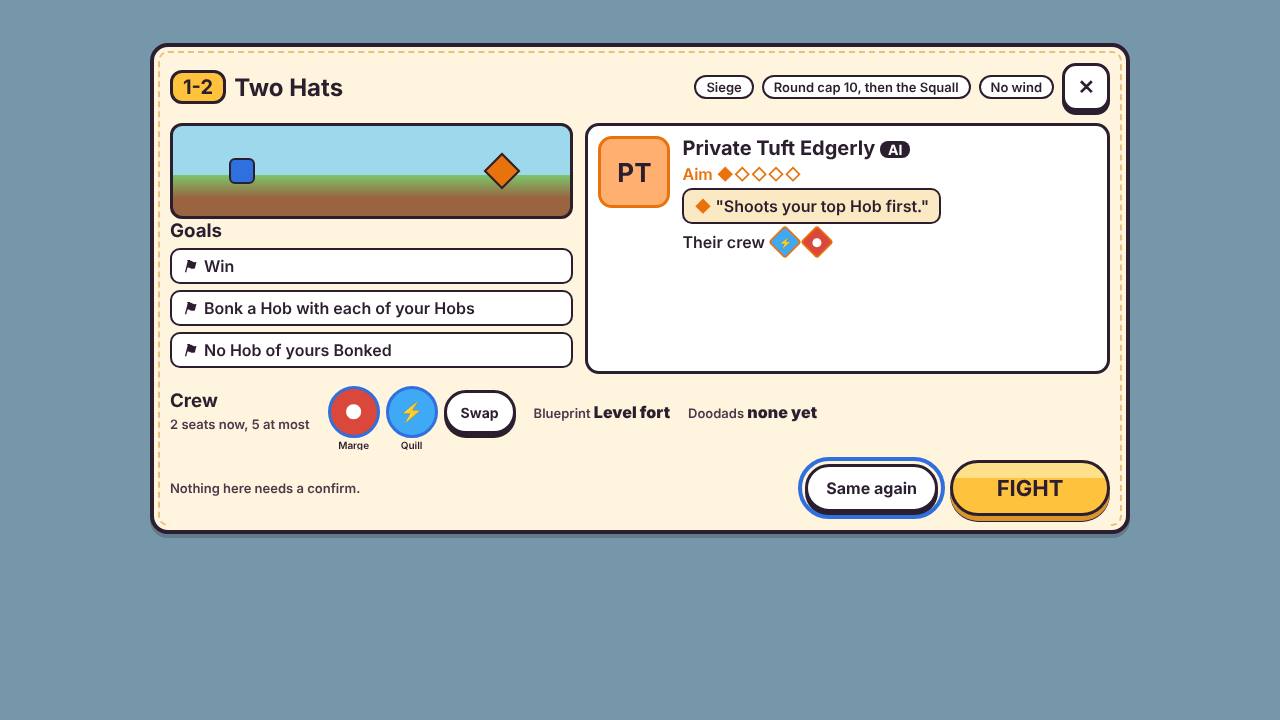 1-2 Two Hats
Siege
Round cap 10, then the Squall
No wind
✕
PT
Private Tuft Edgerly AI
Aim
"Shoots your top Hob first."
Their crew
Goals
Win
Bonk a Hob with each of your Hobs
No Hob of yours Bonked
Crew
2 seats now, 5 at most
Marge
Quill
Swap
Blueprint Level fort
Doodads none yet
Nothing here needs a confirm.
Same again
FIGHT